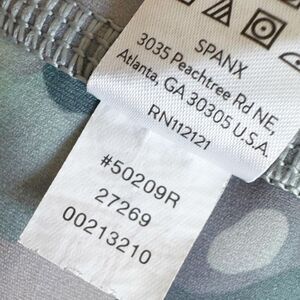 SPANX
3035 Peachtree Rd NE,
Atlanta, GA 30305 U.S.A.
RN112121
#50209R
27269
00213210